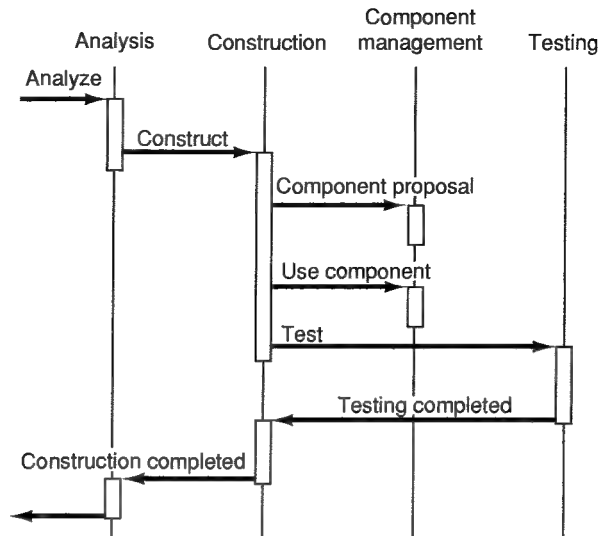 Component
Analysis Construction management Testing
Analyze
Construct
Component proposal
Use component
Test
Testing completed
Construction completed